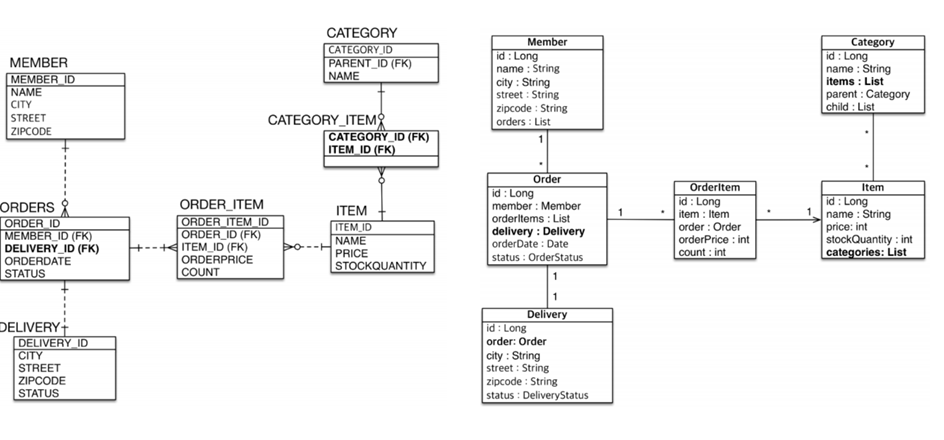 CATEGORY
CATEGORY_ID
PARENT_ID (FK)
NAME
MEMBER
MEMBER_ID
NAME
CITY
STREET
ZIPCODE
CATEGORY_ITEM
CATEGORY_ID (FK)
ITEM_ID (FK)
ORDERS
ORDER_ID
MEMBER_ID (FK)
DELIVERY_ID (FK)
ORDERDATE
STATUS
ORDER_ITEM
ORDER_ITEM_ID
ORDER_ID (FK)
ITEM_ID (FK)
ORDERPRICE
COUNT
ITEM
ITEM_ID
NAME
PRICE
STOCKQUANTITY
DELIVERY
DELIVERY_ID
CITY
STREET
ZIPCODE
STATUS
Member
id : Long
name : String
city : String
street : String
zipcode : String
orders : List
1
*
Category
id : Long
name : String
items : List
parent : Category
child : List
*
*
Order
id : Long
member : Member
orderItems : List
delivery : Delivery
orderDate : Date
status : OrderStatus
1
*
OrderItem
id : Long
item : Item
order : Order
orderPrice : int
count : int
*
1
Item
id : Long
name : String
price: int
stockQuantity : int
categories: List
1
1
Delivery
id : Long
order: Order
city : String
street : String
zipcode : String
status : DeliveryStatus